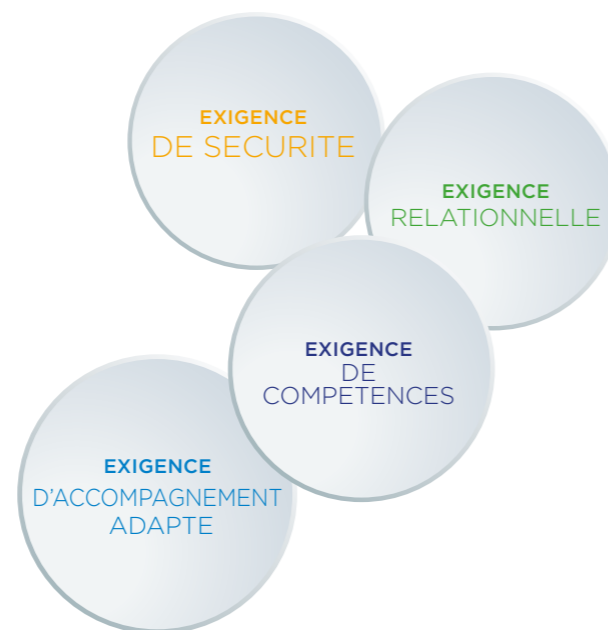 EXIGENCE
DE SECURITE
EXIGENCE
RELATIONNELLE
EXIGENCE
DE
COMPETENCES
EXIGENCE
D'ACCOMPAGNEMENT
ADAPTE